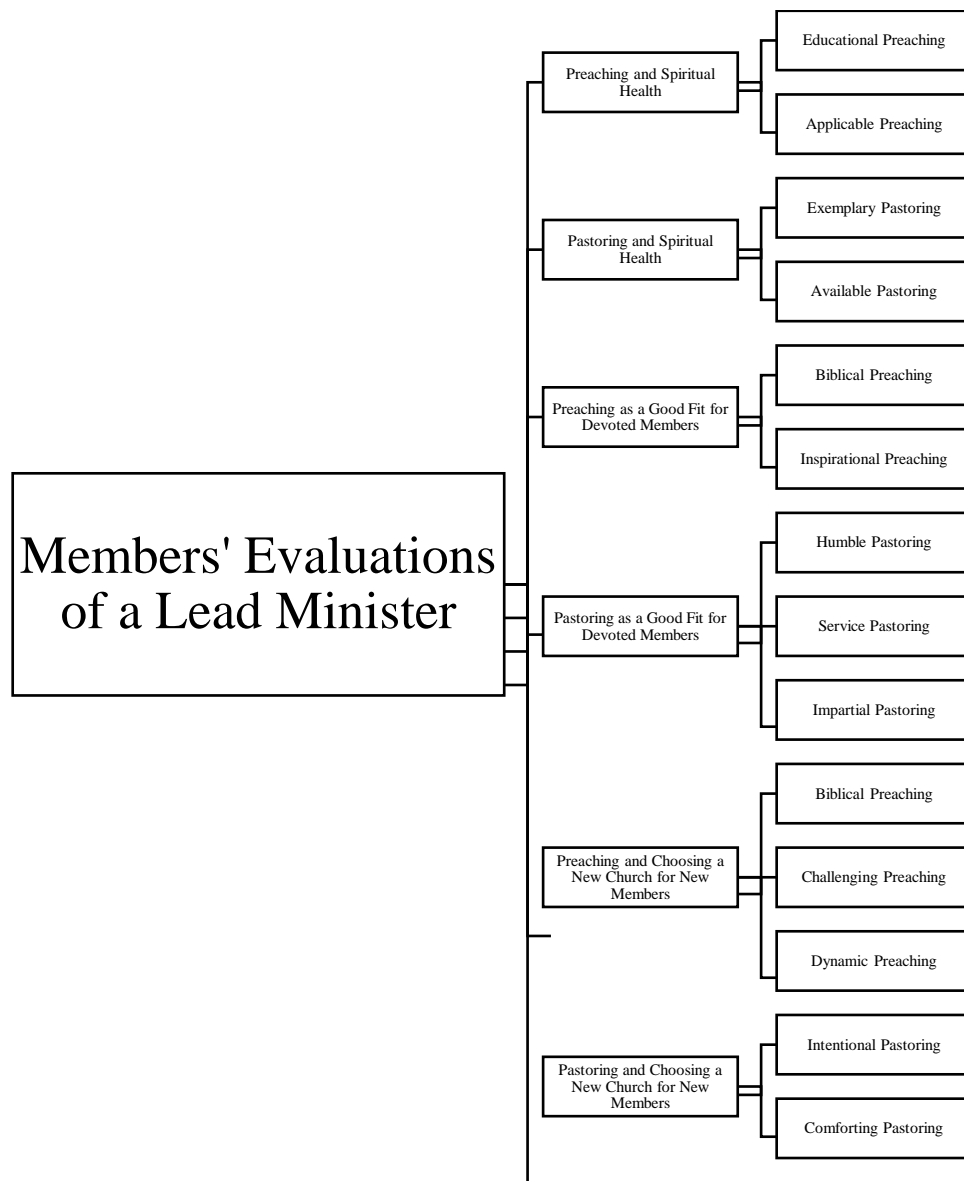 Members' Evaluations
of a Lead Minister
Preaching and Spiritual
Health
Educational Preaching
Applicable Preaching
Pastoring and Spiritual
Health
Exemplary Pastoring
Available Pastoring
Preaching as a Good Fit for
Devoted Members
Biblical Preaching
Inspirational Preaching
Pastoring as a Good Fit for
Devoted Members
Humble Pastoring
Service Pastoring
Impartial Pastoring
Preaching and Choosing a
New Church for New
Members
Biblical Preaching
Challenging Preaching
Dynamic Preaching
Pastoring and Choosing a
New Church for New
Members
Intentional Pastoring
Comforting Pastoring